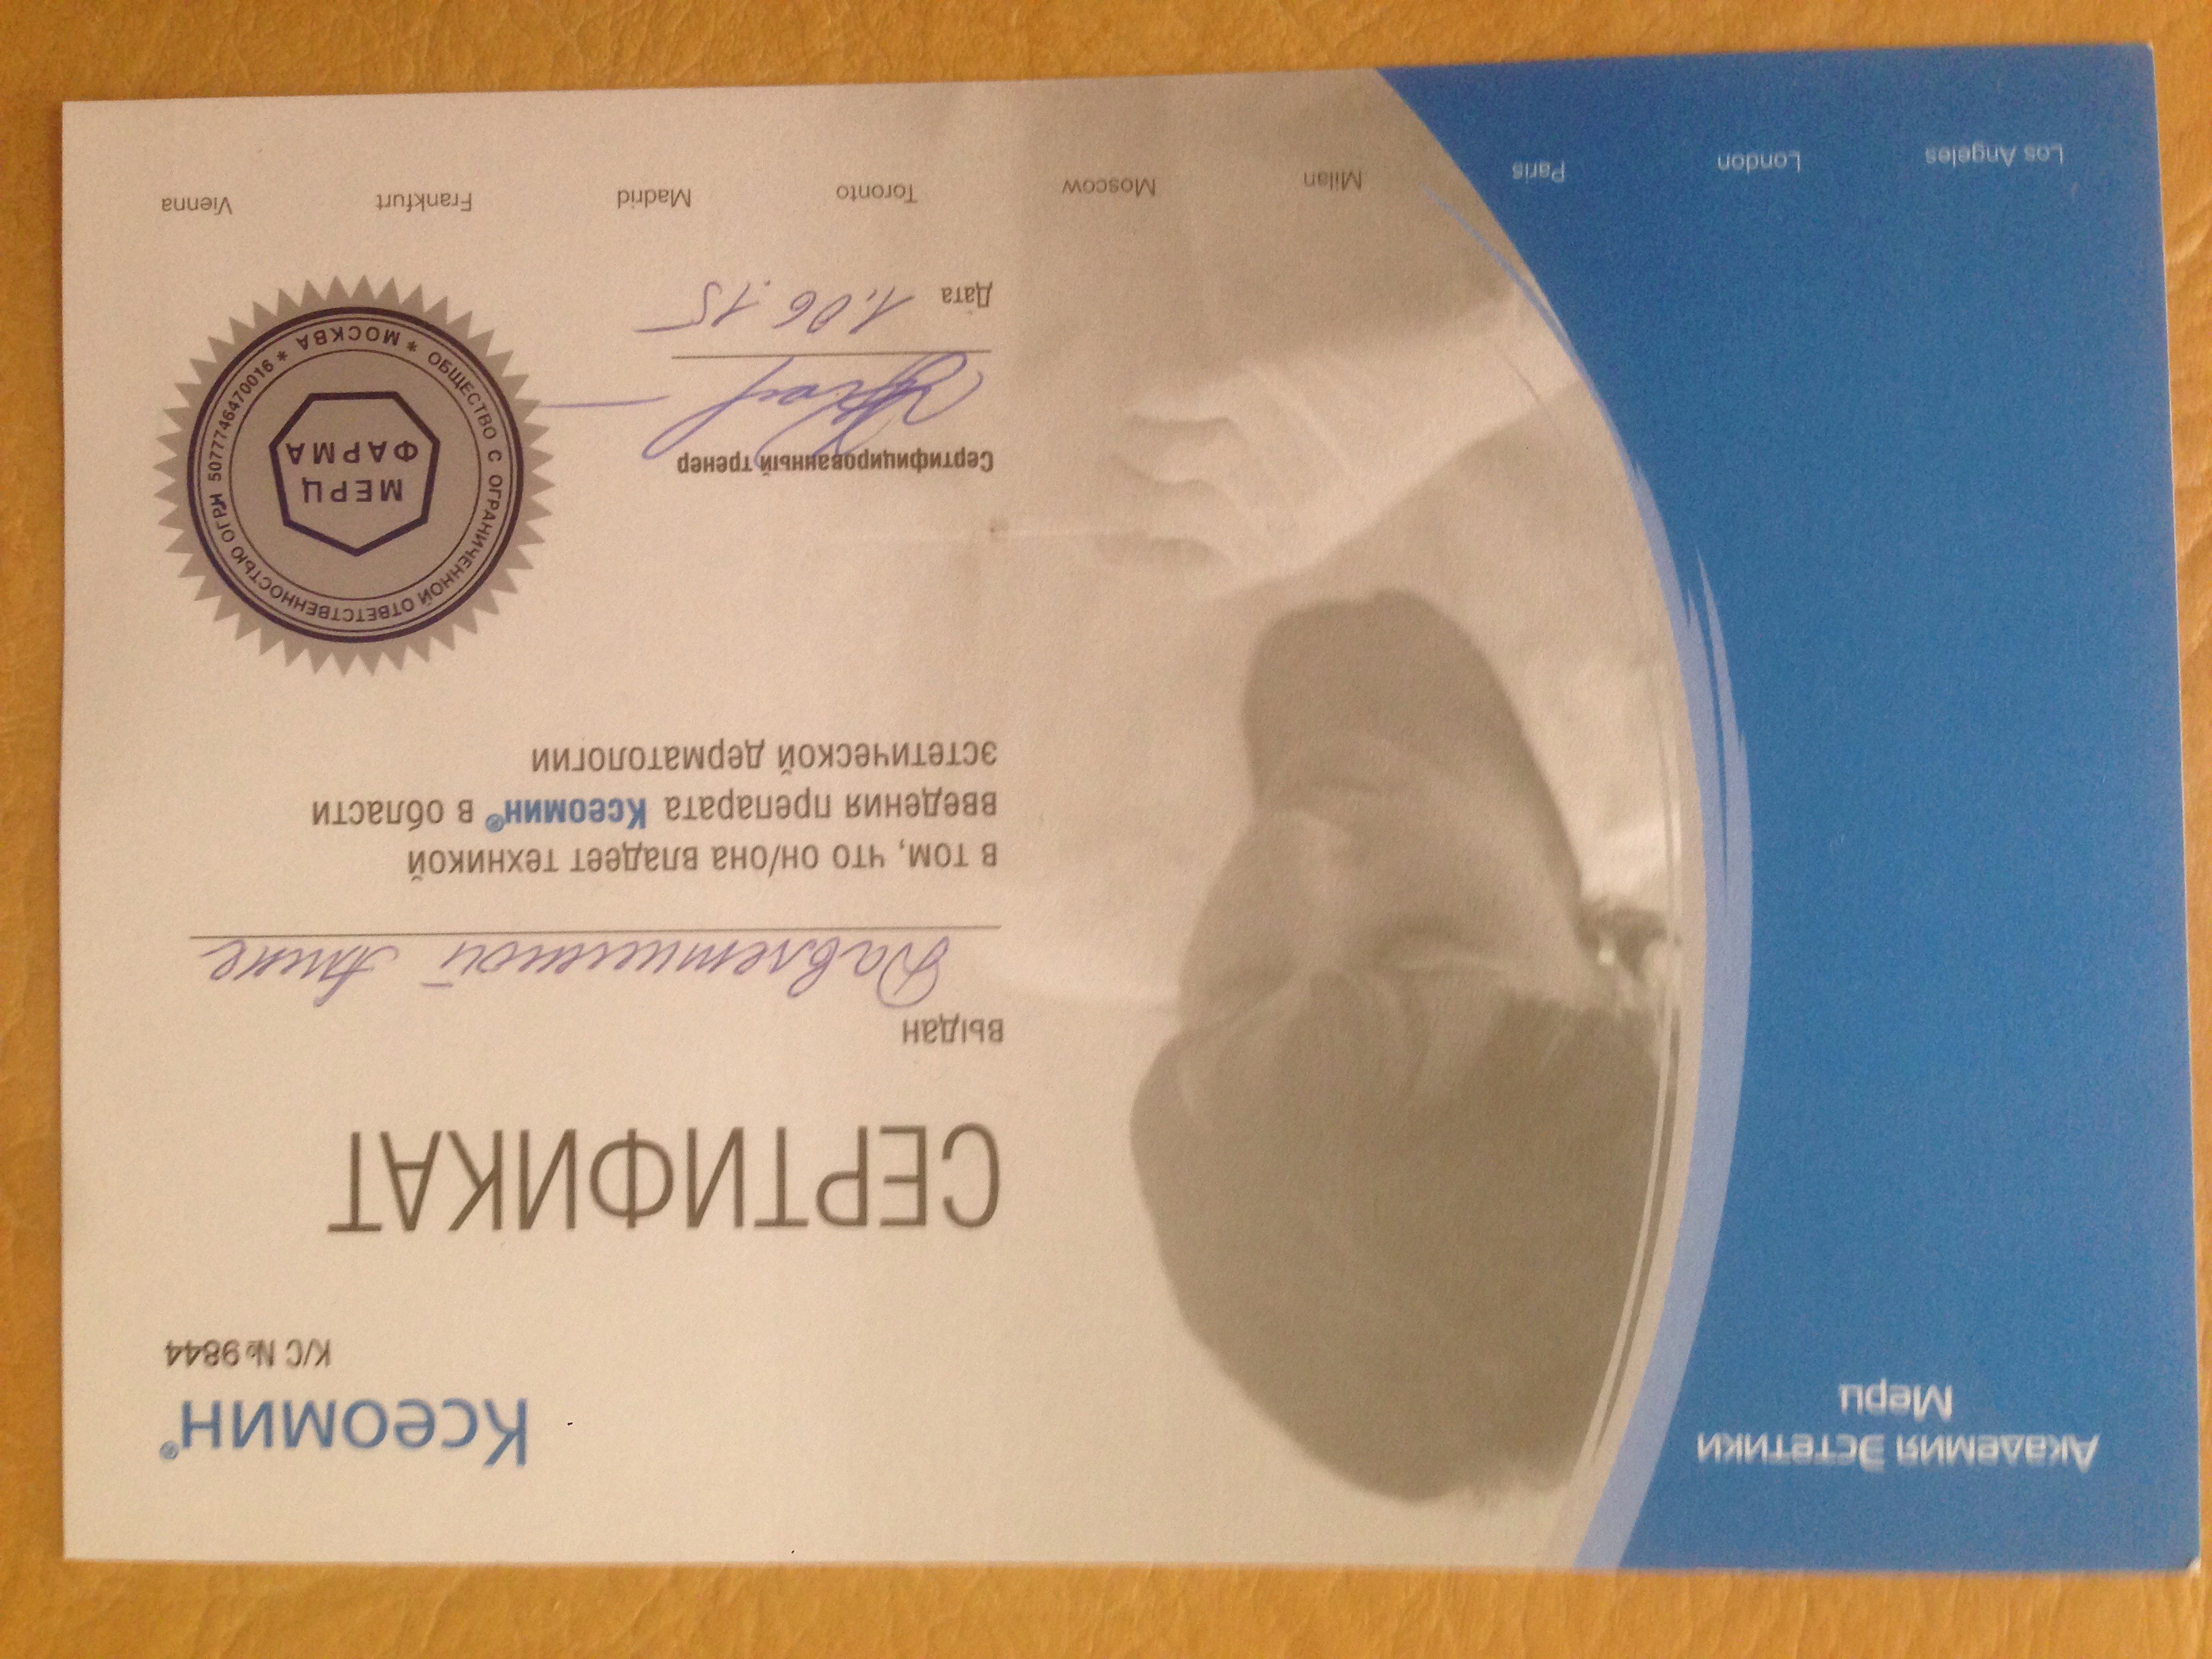 Академия Эстетики
Мерц
Ксеомин®
К/С № 9844
СЕРТИФИКАТ
выдан
Давлетшиной Алине
в том, что он/она владеет техникой
введения препарата Ксеомин® в области
эстетической дерматологии
Сертифицированный тренер
Дата 1.06.15
ОБЩЕСТВО С ОГРАНИЧЕННОЙ ОТВЕТСТВЕННОСТЬЮ ОГРН 5077746470016 * МОСКВА *
МЕРЦ
ФАРМА
Los Angeles London Paris Milan Moscow Toronto Madrid Frankfurt Vienna